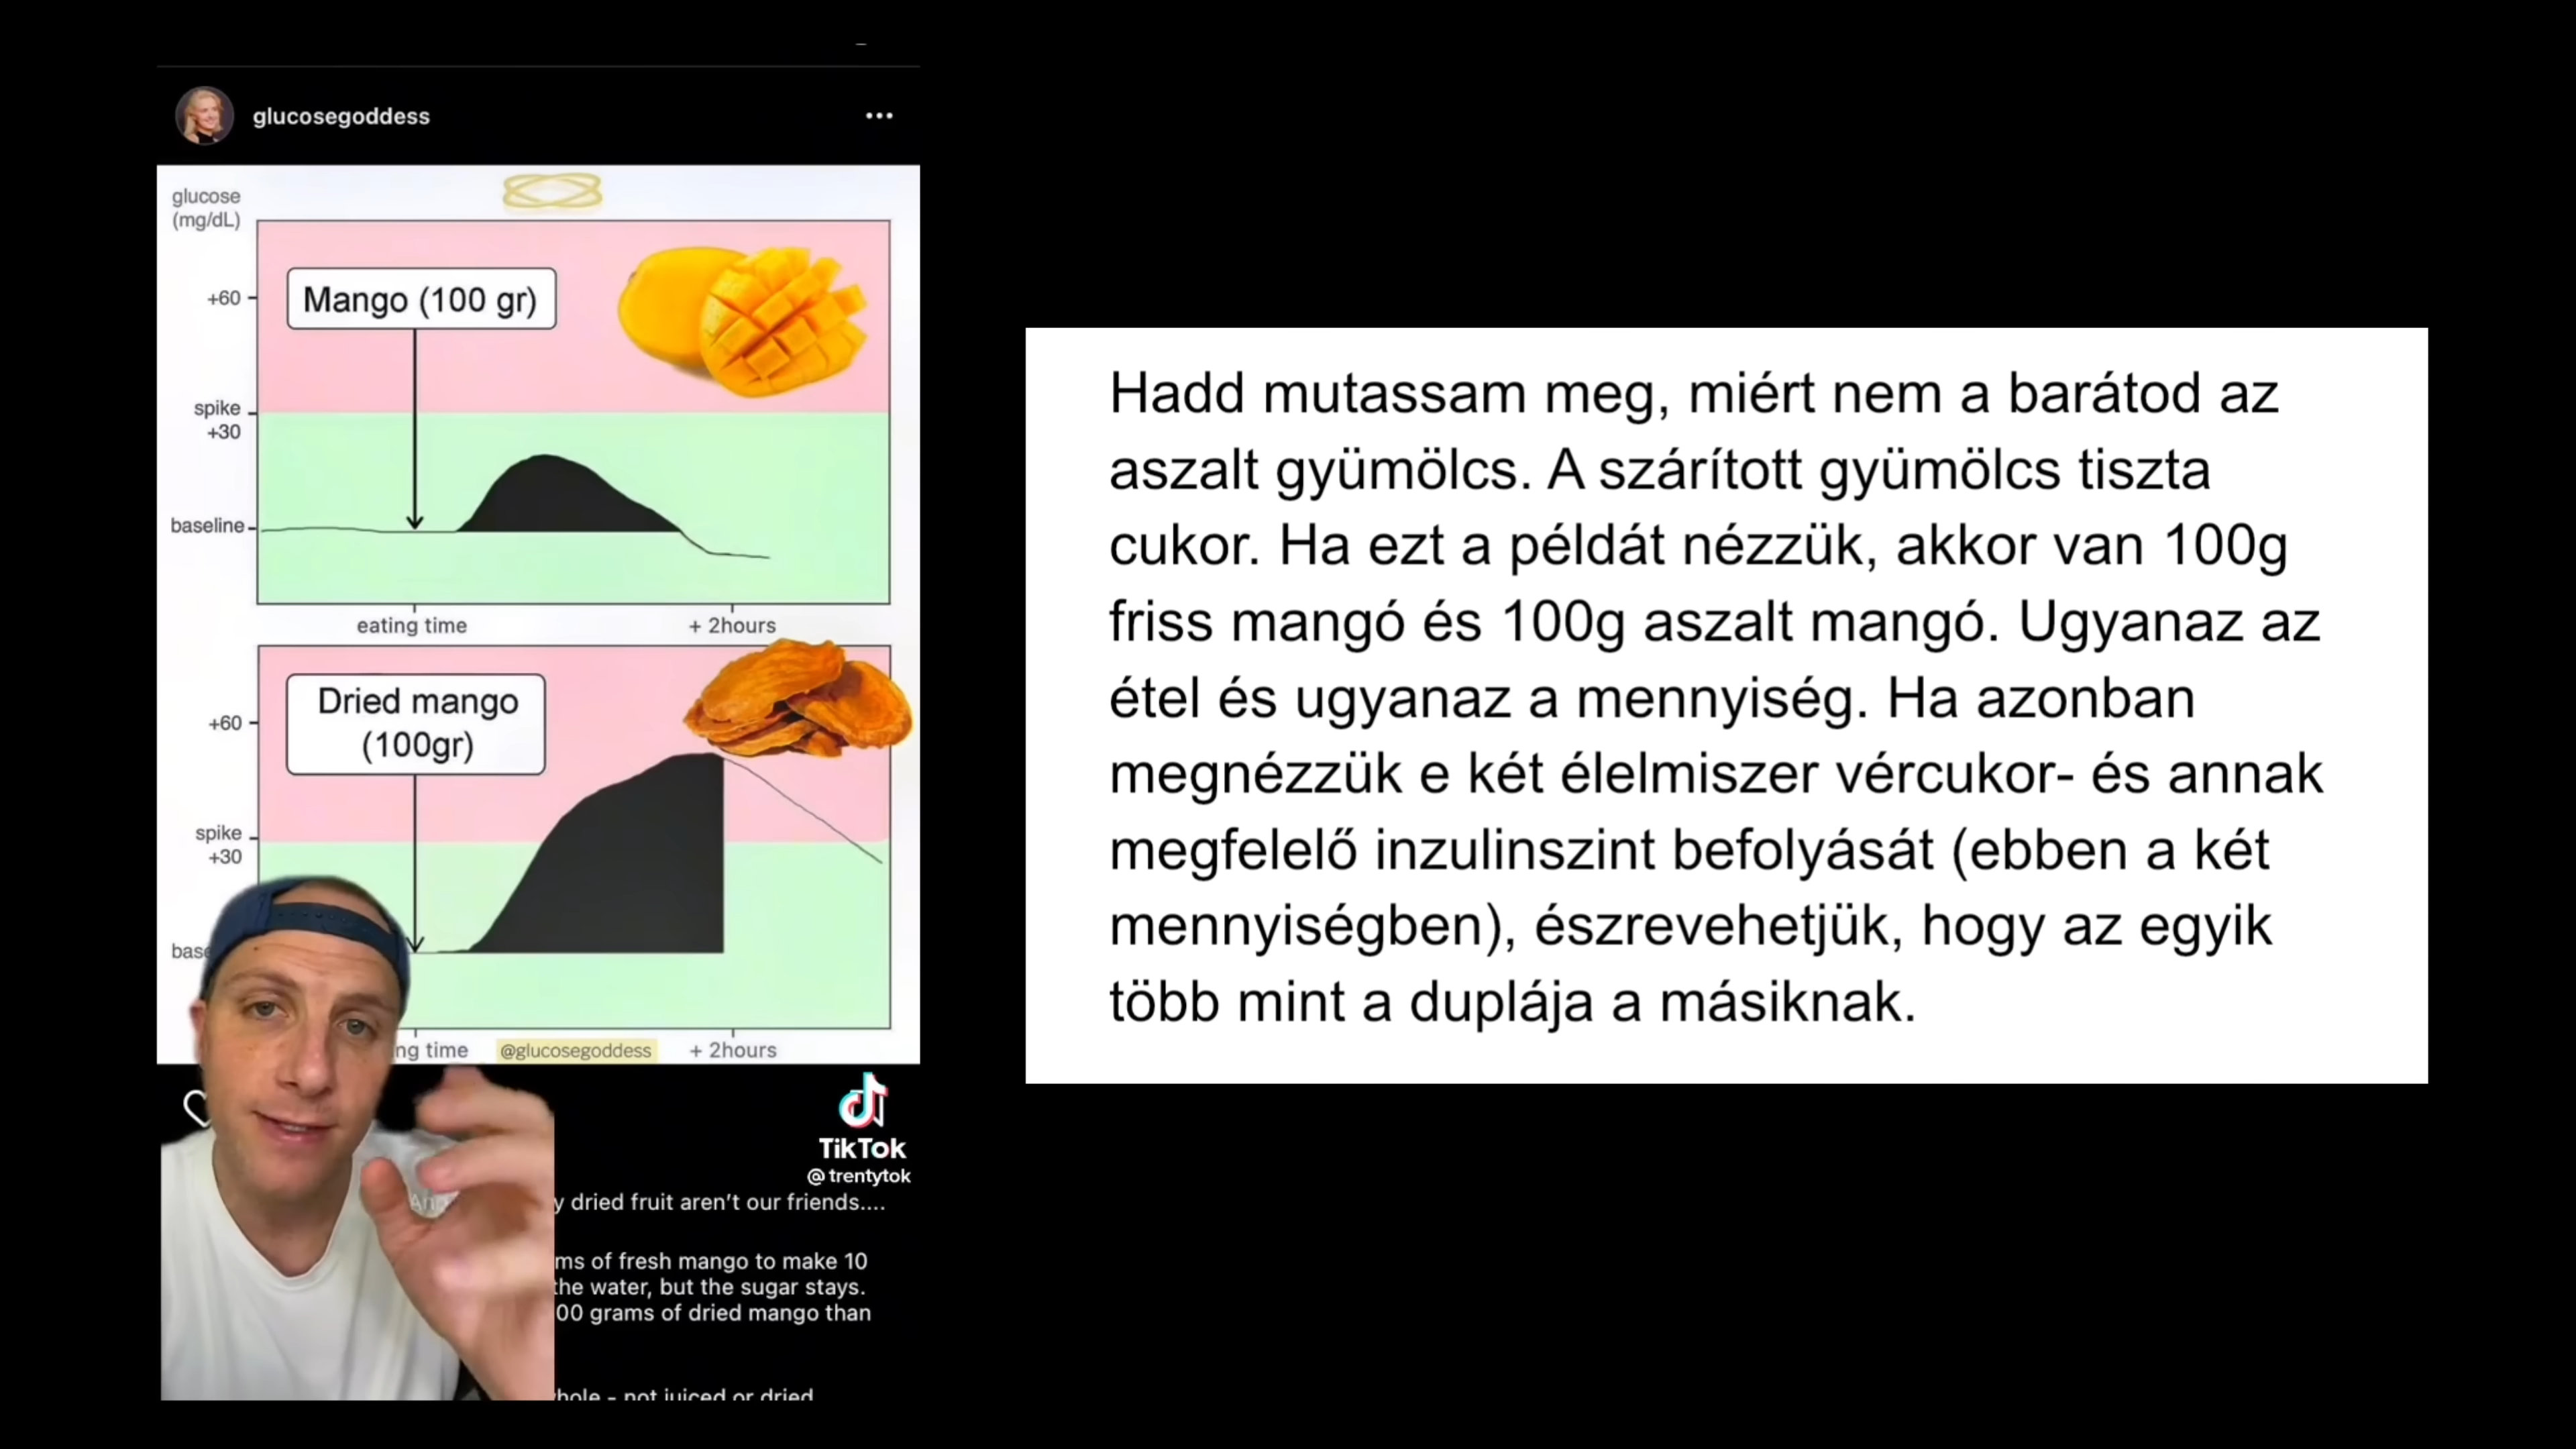 glucosegoddess
glucose
(mg/dL)
+60
Mango (100 gr)
spike
+30
baseline
eating time
+ 2hours
Dried mango
(100gr)
+60
spike
+30
ng time
@glucosegoddess
+ 2hours
TikTok
@trentytok
dried fruit aren't our friends....
of fresh mango to make 10
the water, but the sugar stays.
grams of dried mango than
- not juiced or dried
Hadd mutassam meg, miért nem a barátod az
aszalt gyümölcs. A szárított gyümölcs tiszta
cukor. Ha ezt a példát nézzük, akkor van 100g
friss mangó és 100g aszalt mangó. Ugyanaz az
étel és ugyanaz a mennyiség. Ha azonban
megnézzük e két élelmiszer vércukor- és annak
megfelelő inzulinszint befolyását (ebben a két
mennyiségben), észrevehetjük, hogy az egyik
több mint a duplája a másiknak.